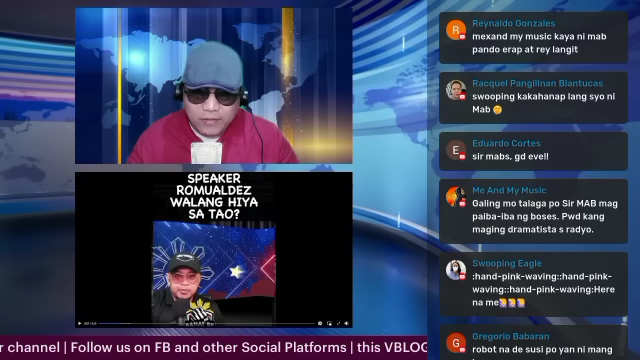 SPEAKER
ROMUALDEZ
WALANG HIYA
SA TAO?
r channel | Follow us on FB and other Social Platforms | this VBLOG
Reynaldo Gonzales
mexand my music kaya ni mab
pando erap at rey langit
Racquel Pangilinan Blantucas
swooping kakahanap lang syo ni
Mab
Eduardo Cortes
sir mabs, gd eve!!
Me And My Music
Galing mo talaga po Sir MAB mag
paiba-iba ng boses. Pwd kang
maging dramatista s radyo.
Swooping Eagle
:hand-pink-waving::hand-pink-
waving::hand-pink-waving:Here
na me
Gregorio Babaran
robot na de susi po yan ni mang